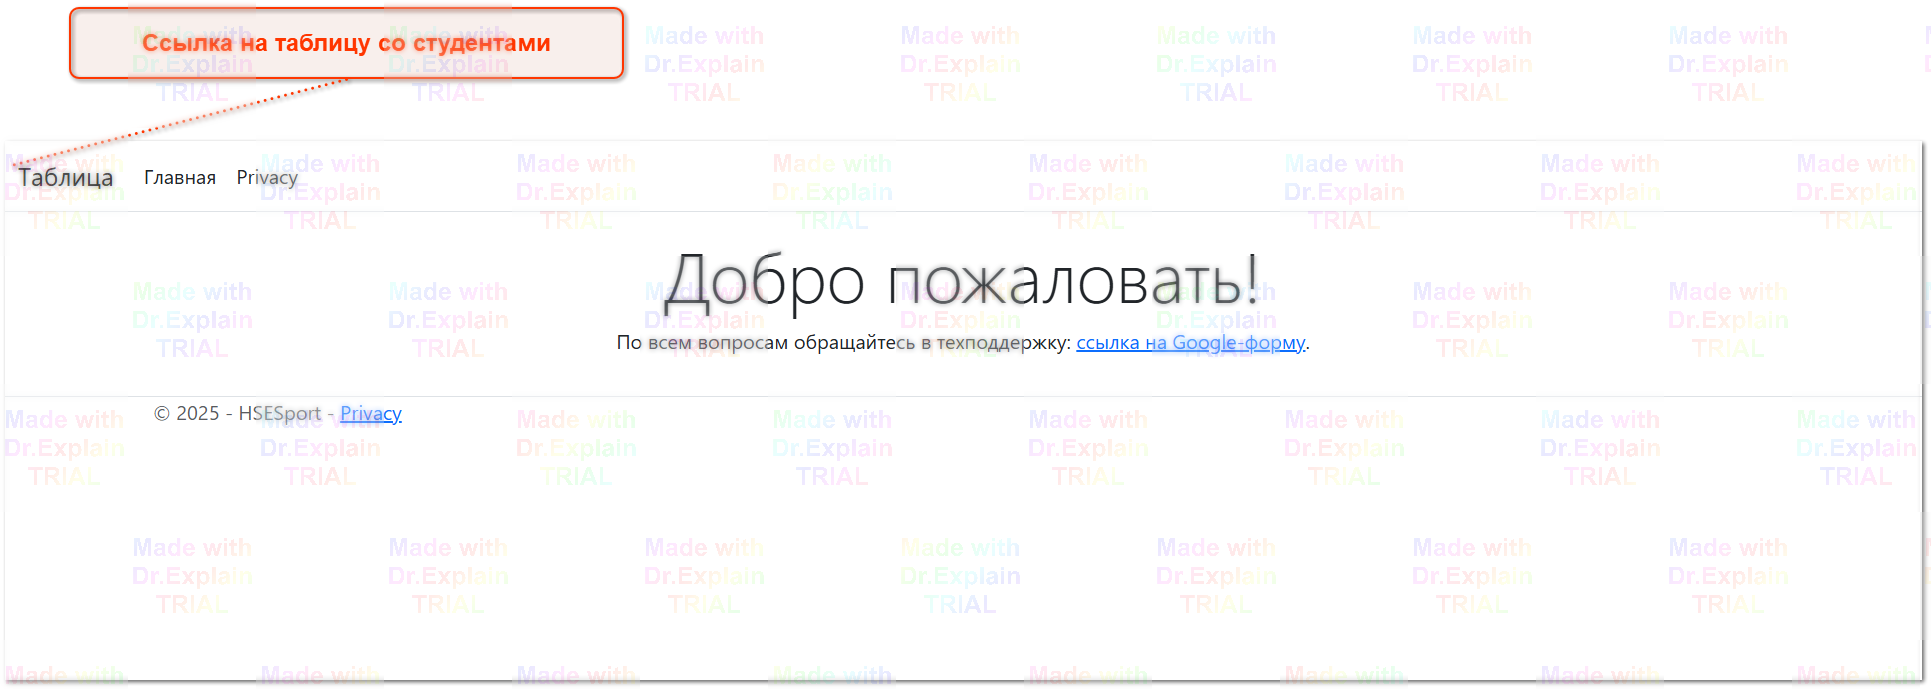 Ссылка на таблицу со студентами
Таблица Главная Privacy
Добро пожаловать!
По всем вопросам обращайтесь в техподдержку: ссылка на Google-форму.
© 2025 - HSESport - Privacy
Made with
Dr.Explain
TRIAL